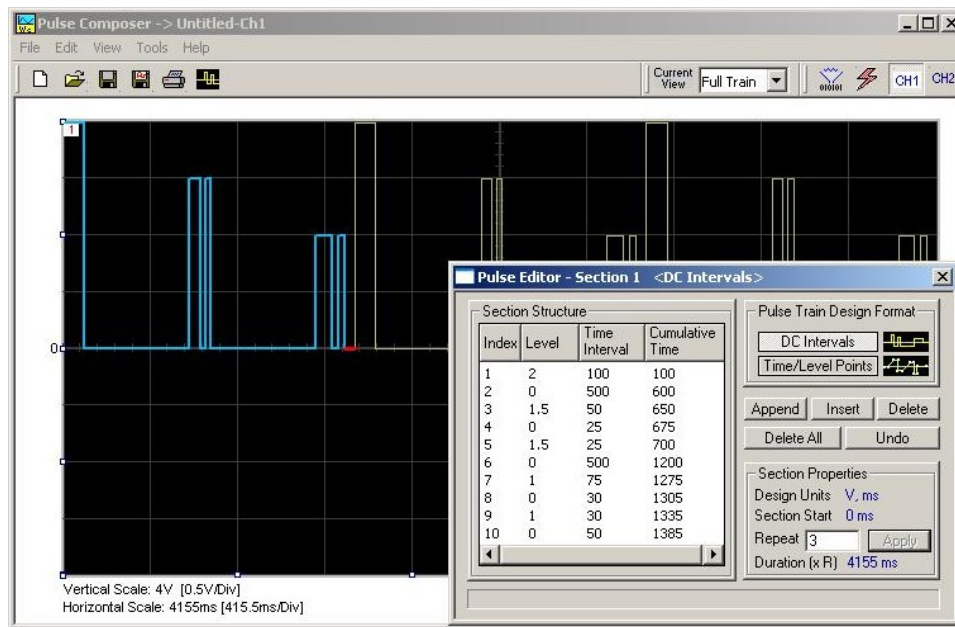 Pulse Composer -> Untitled-Ch1
File Edit View Tools Help
Current View Full Train
010101 CH1 CH2
1
0
Pulse Editor - Section 1 <DC Intervals>
Section Structure
Index Level Time Interval Cumulative Time
1 2 100 100
2 0 500 600
3 1.5 50 650
4 0 25 675
5 1.5 25 700
6 0 500 1200
7 1 75 1275
8 0 30 1305
9 1 30 1335
10 0 50 1385
Pulse Train Design Format
DC Intervals
Time/Level Points
Append Insert Delete
Delete All Undo
Section Properties
Design Units V, ms
Section Start 0 ms
Repeat 3 Apply
Duration (x R) 4155 ms
Vertical Scale: 4V [0.5V/Div]
Horizontal Scale: 4155ms [415.5ms/Div]